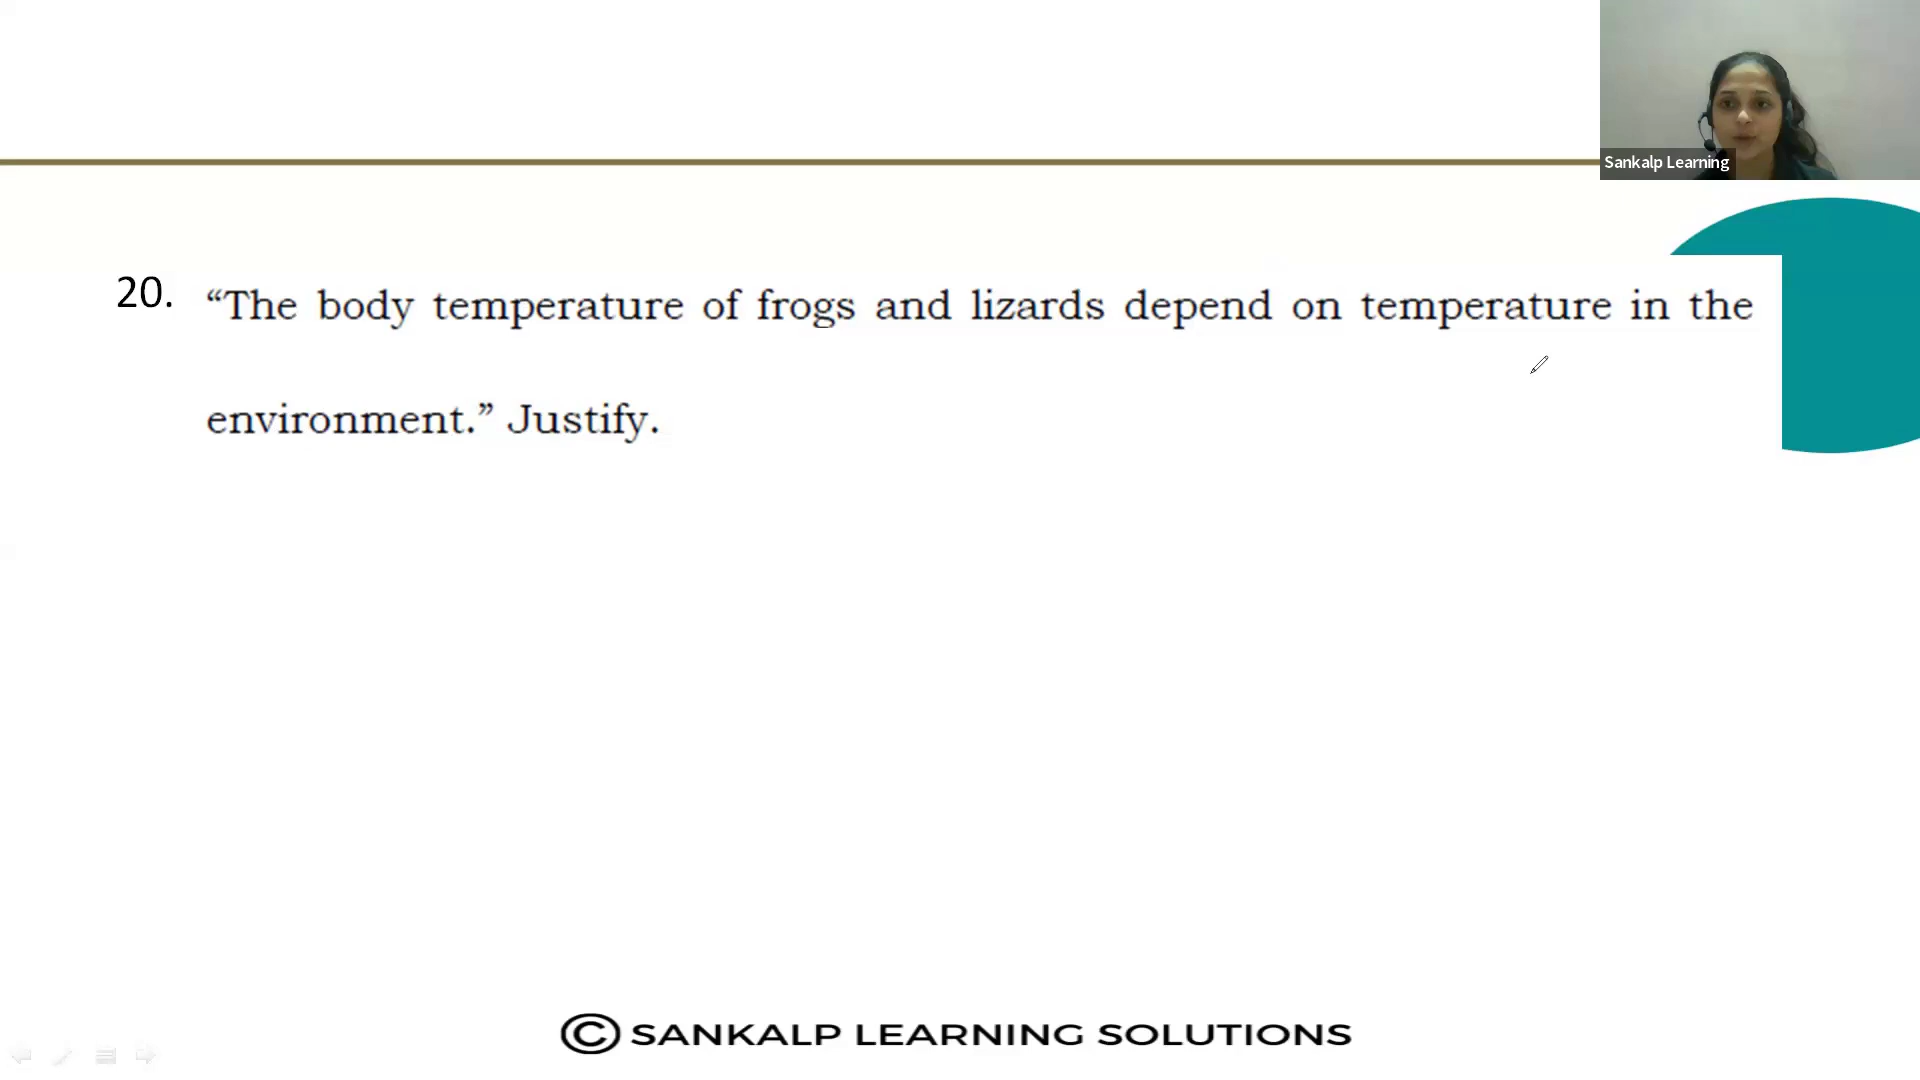 Sankalp Learning
20. “The body temperature of frogs and lizards depend on temperature in the
environment.” Justify.
© SANKALP LEARNING SOLUTIONS